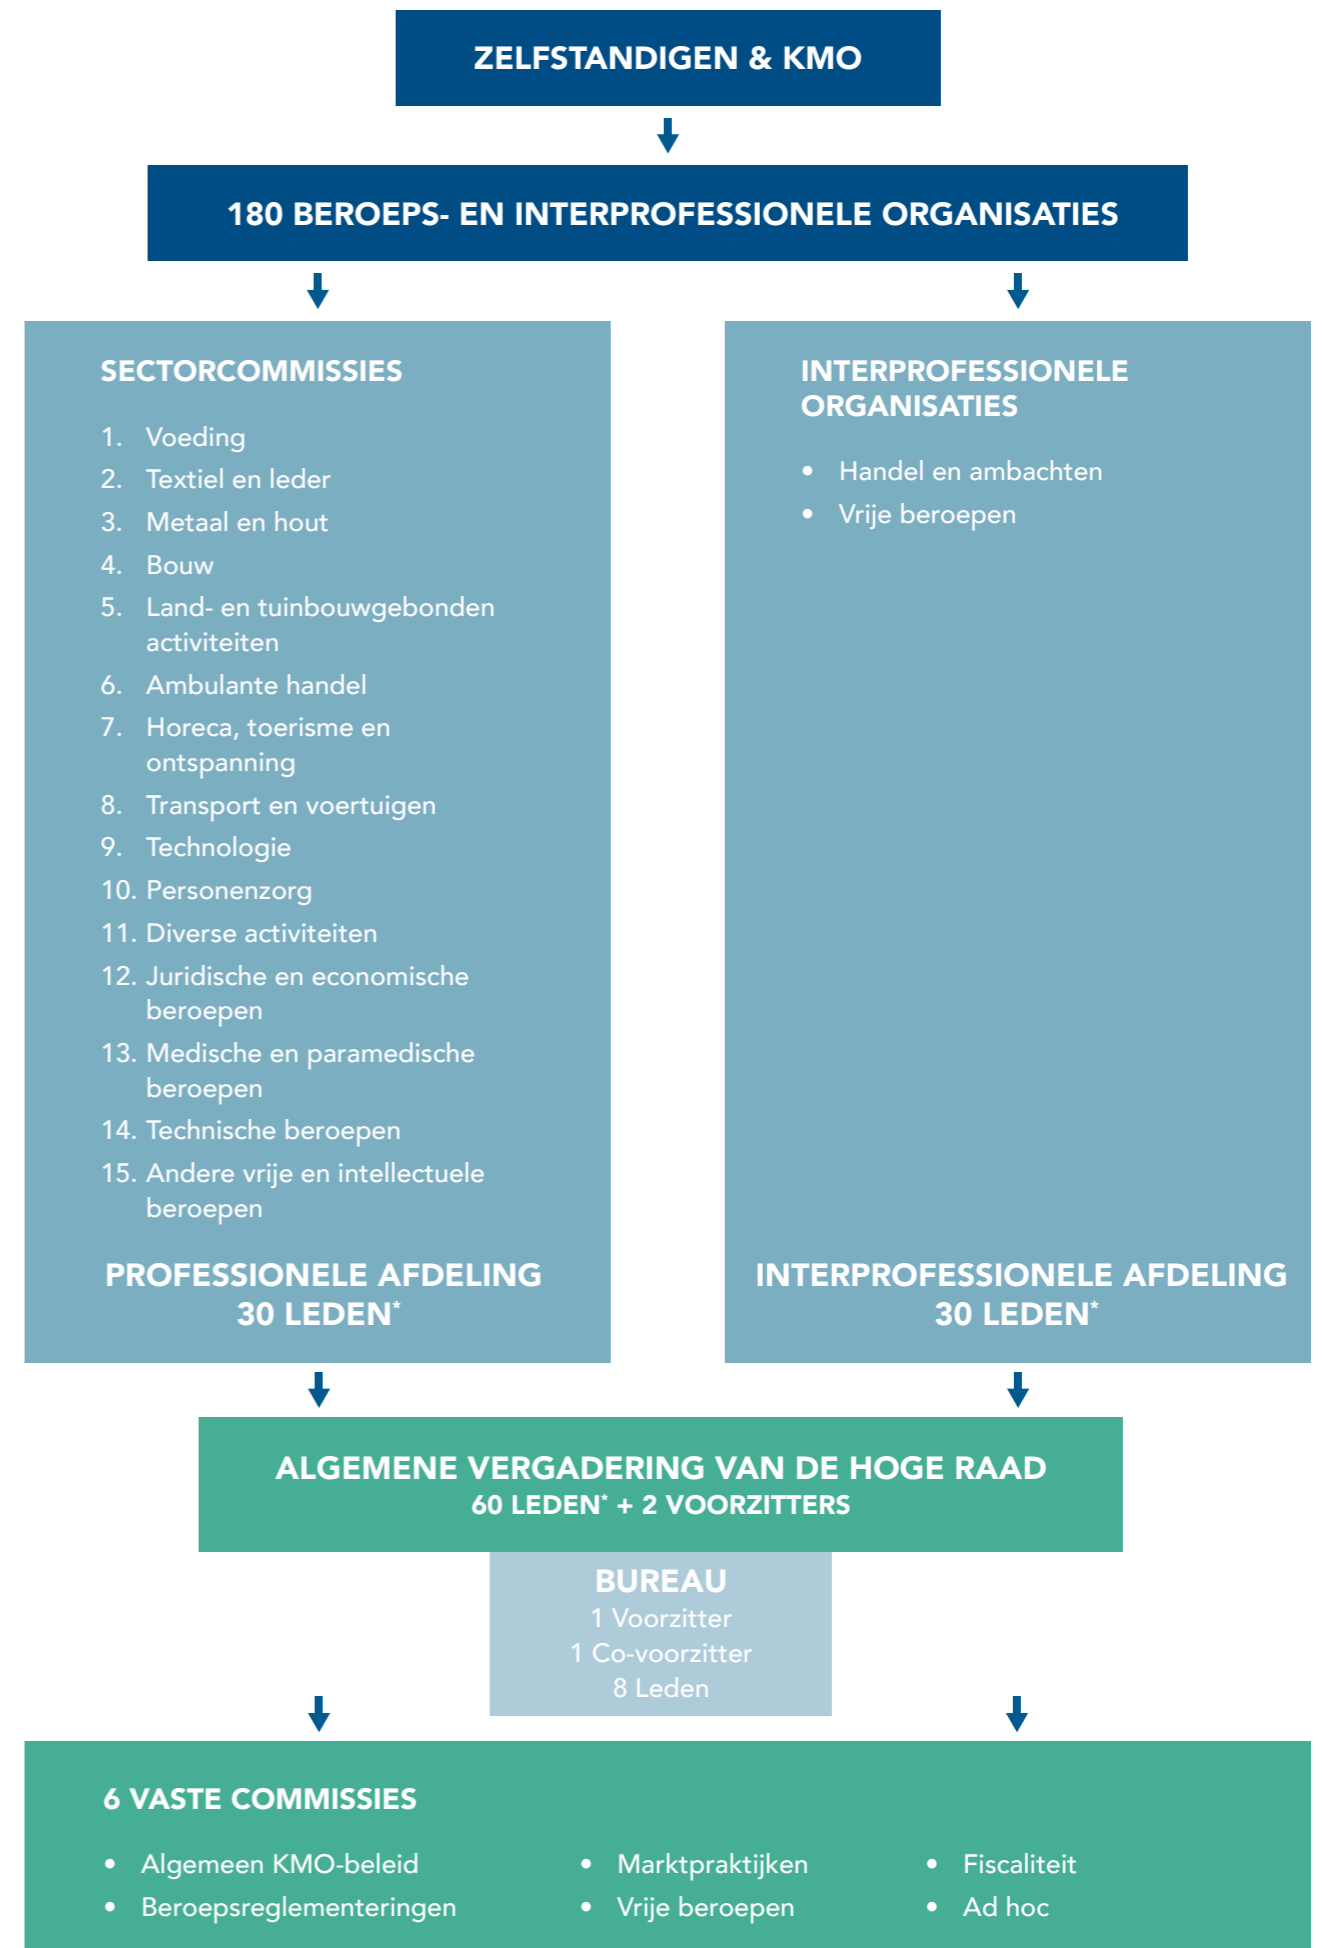 ZELFSTANDIGEN & KMO
180 BEROEPS- EN INTERPROFESSIONELE ORGANISATIES
SECTORCOMMISSIES
1. Voeding
2. Textiel en leder
3. Metaal en hout
4. Bouw
5. Land- en tuinbouwgebonden
activiteiten
6. Ambulante handel
7. Horeca, toerisme en
ontspanning
8. Transport en voertuigen
9. Technologie
10. Personenzorg
11. Diverse activiteiten
12. Juridische en economische
beroepen
13. Medische en paramedische
beroepen
14. Technische beroepen
15. Andere vrije en intellectuele
beroepen
PROFESSIONELE AFDELING
30 LEDEN*
INTERPROFESSIONELE
ORGANISATIES
• Handel en ambachten
• Vrije beroepen
INTERPROFESSIONELE AFDELING
30 LEDEN*
ALGEMENE VERGADERING VAN DE HOGE RAAD
60 LEDEN* + 2 VOORZITTERS
BUREAU
1 Voorzitter
1 Co-voorzitter
8 Leden
6 VASTE COMMISSIES
• Algemeen KMO-beleid
• Beroepsreglementeringen
• Marktpraktijken
• Vrije beroepen
• Fiscaliteit
• Ad hoc